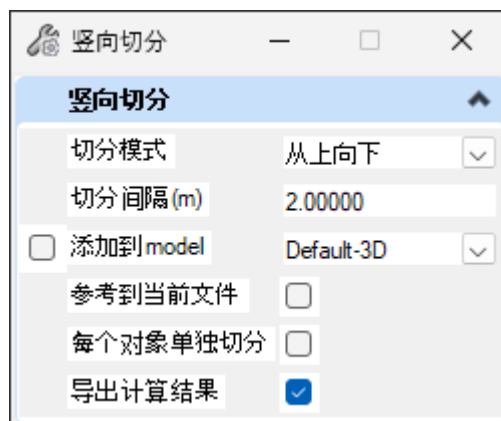 竖向切分
竖向切分
切分模式 从上向下
切分间隔(m) 2.00000
添加到model Default-3D
参考到当前文件
每个对象单独切分
导出计算结果